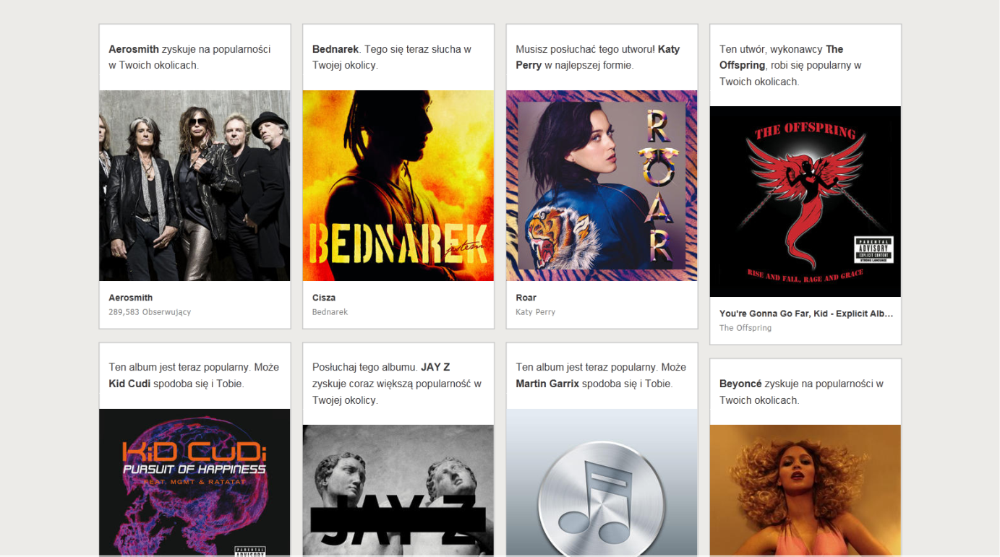 Aerosmith zyskuje na popularności
w Twoich okolicach.
Aerosmith
289,583 Obserwujący
Bednarek. Tego się teraz słucha w
Twojej okolicy.
BEDNAREK
jestem
Cisza
Bednarek
Musisz posłuchać tego utworu! Katy
Perry w najlepszej formie.
ROAR
Roar
Katy Perry
Ten utwór, wykonawcy The
Offspring, robi się popularny w
Twoich okolicach.
THE OFFSPRING
PARENTAL
ADVISORY
EXPLICIT CONTENT
STRONG LANGUAGE
RISE AND FALL, RAGE AND GRACE
You're Gonna Go Far, Kid - Explicit Alb...
The Offspring
Ten album jest teraz popularny. Może
Kid Cudi spodoba się i Tobie.
KiD CUDi
PURSUIT OF HAPPINESS
FEAT. MGMT & RATATAT
PARENTAL
ADVISORY
Posłuchaj tego albumu. JAY Z
zyskuje coraz większą popularność w
Twojej okolicy.
JAY Z
Ten album jest teraz popularny. Może
Martin Garrix spodoba się i Tobie.
Beyoncé zyskuje na popularności w
Twoich okolicach.